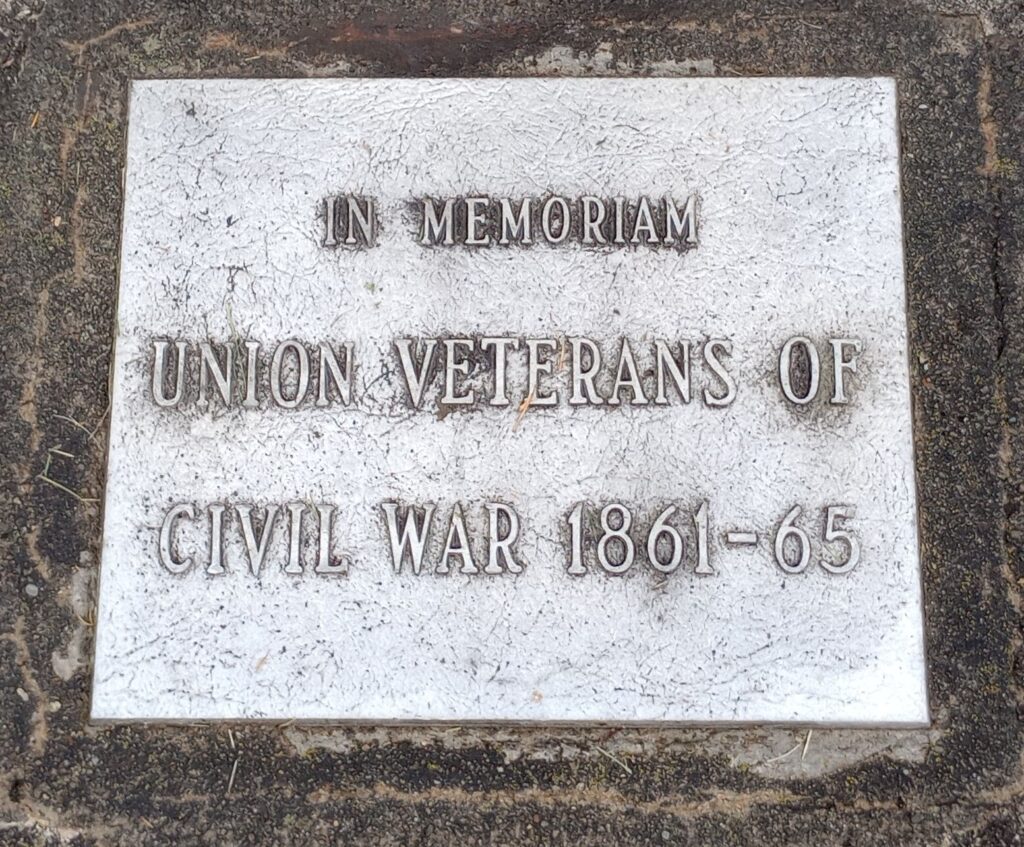 IN MEMORIAM
UNION VETERANS OF
CIVIL WAR 1861-65